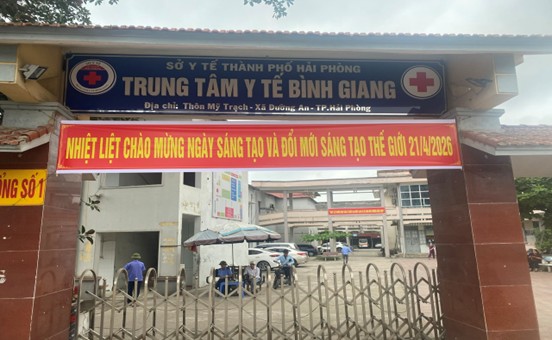 SỞ Y TẾ THÀNH PHỐ HẢI PHÒNG
TRUNG TÂM Y TẾ BÌNH GIANG
Địa chỉ: Thôn Mỹ Trạch - Xã Đường An - TP.Hải Phòng
NHIỆT LIỆT CHÀO MỪNG NGÀY SÁNG TẠO VÀ ĐỔI MỚI SÁNG TẠO THẾ GIỚI 21/4/2026
ỔNG SỐ 1